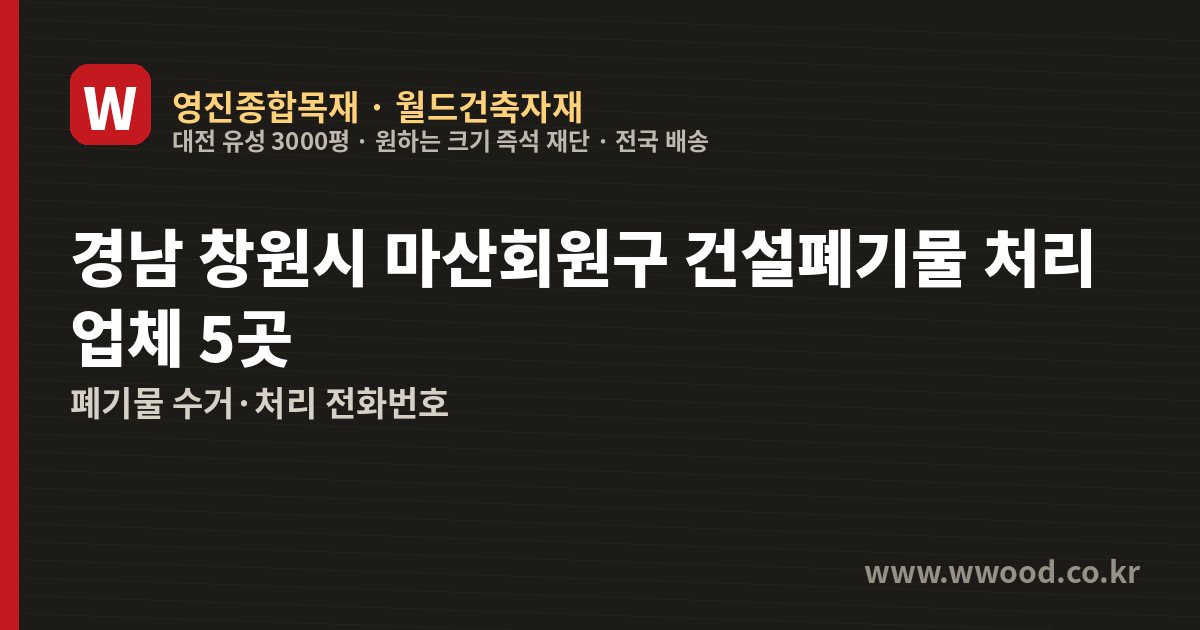 W
영진종합목재 · 월드건축자재
대전 유성 3000평 · 원하는 크기 즉석 재단 · 전국 배송
경남 창원시 마산회원구 건설폐기물 처리
업체 5곳
폐기물 수거·처리 전화번호
www.wwood.co.kr